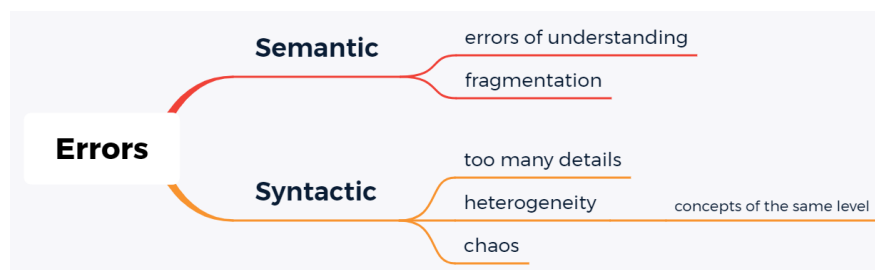 Errors
Semantic
errors of understanding
fragmentation
Syntactic
too many details
heterogeneity
concepts of the same level
chaos